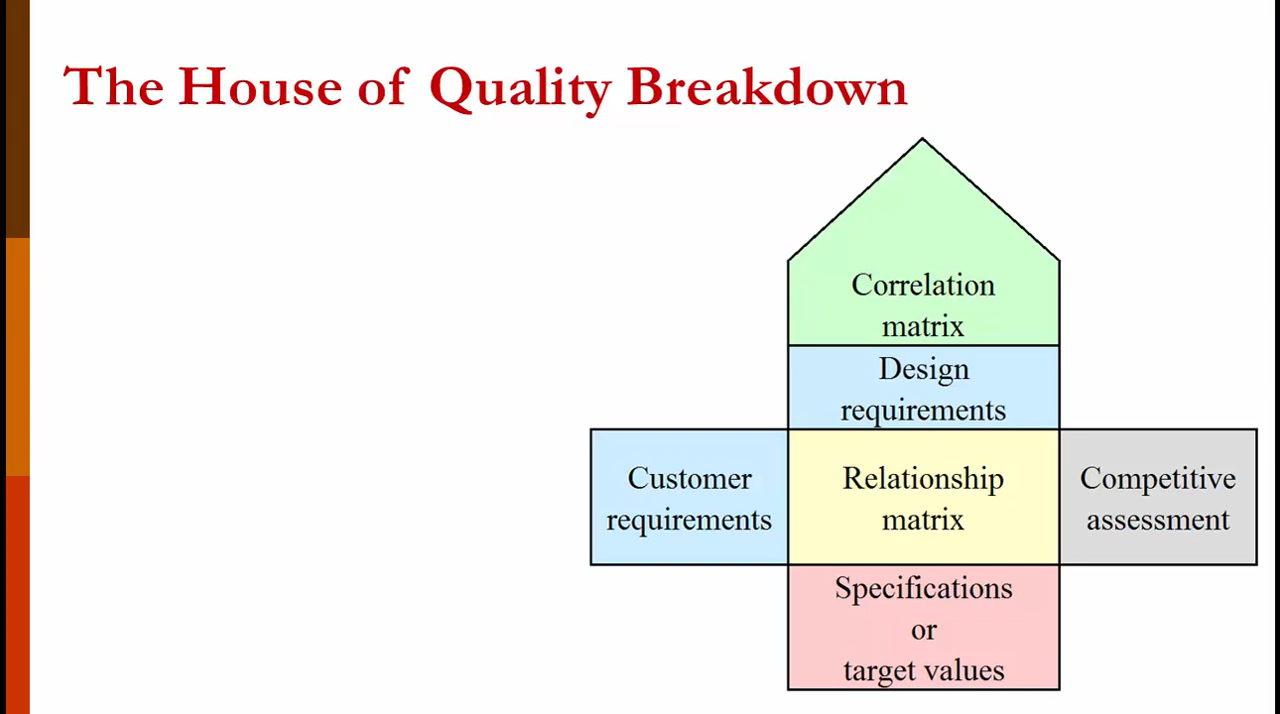 The House of Quality Breakdown
Correlation
matrix
Design
requirements
Customer
requirements
Relationship
matrix
Competitive
assessment
Specifications
or
target values